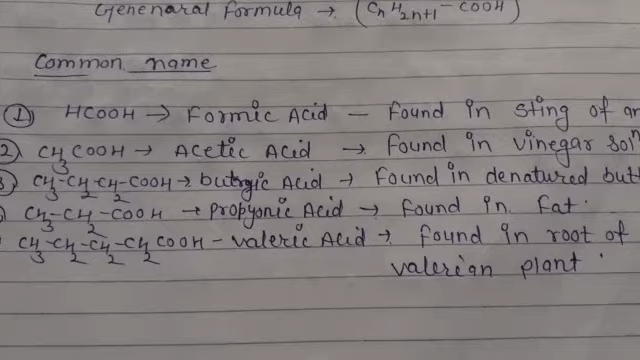 Genenaral Formula → (CnH2n+1 - COOH)
Common name
① HCOOH → Formic Acid - Found in sting of
2) CH3COOH → Acetic Acid → Found in vinegar
CH3-CH2-CH2-COOH → butrgic Acid → Found in denatured
CH3-CH2-COOH → propyonic Acid → Found in Fat.
CH3-CH2-CH2-CH2COOH - valeric Acid → Found in root of
valerian plant.